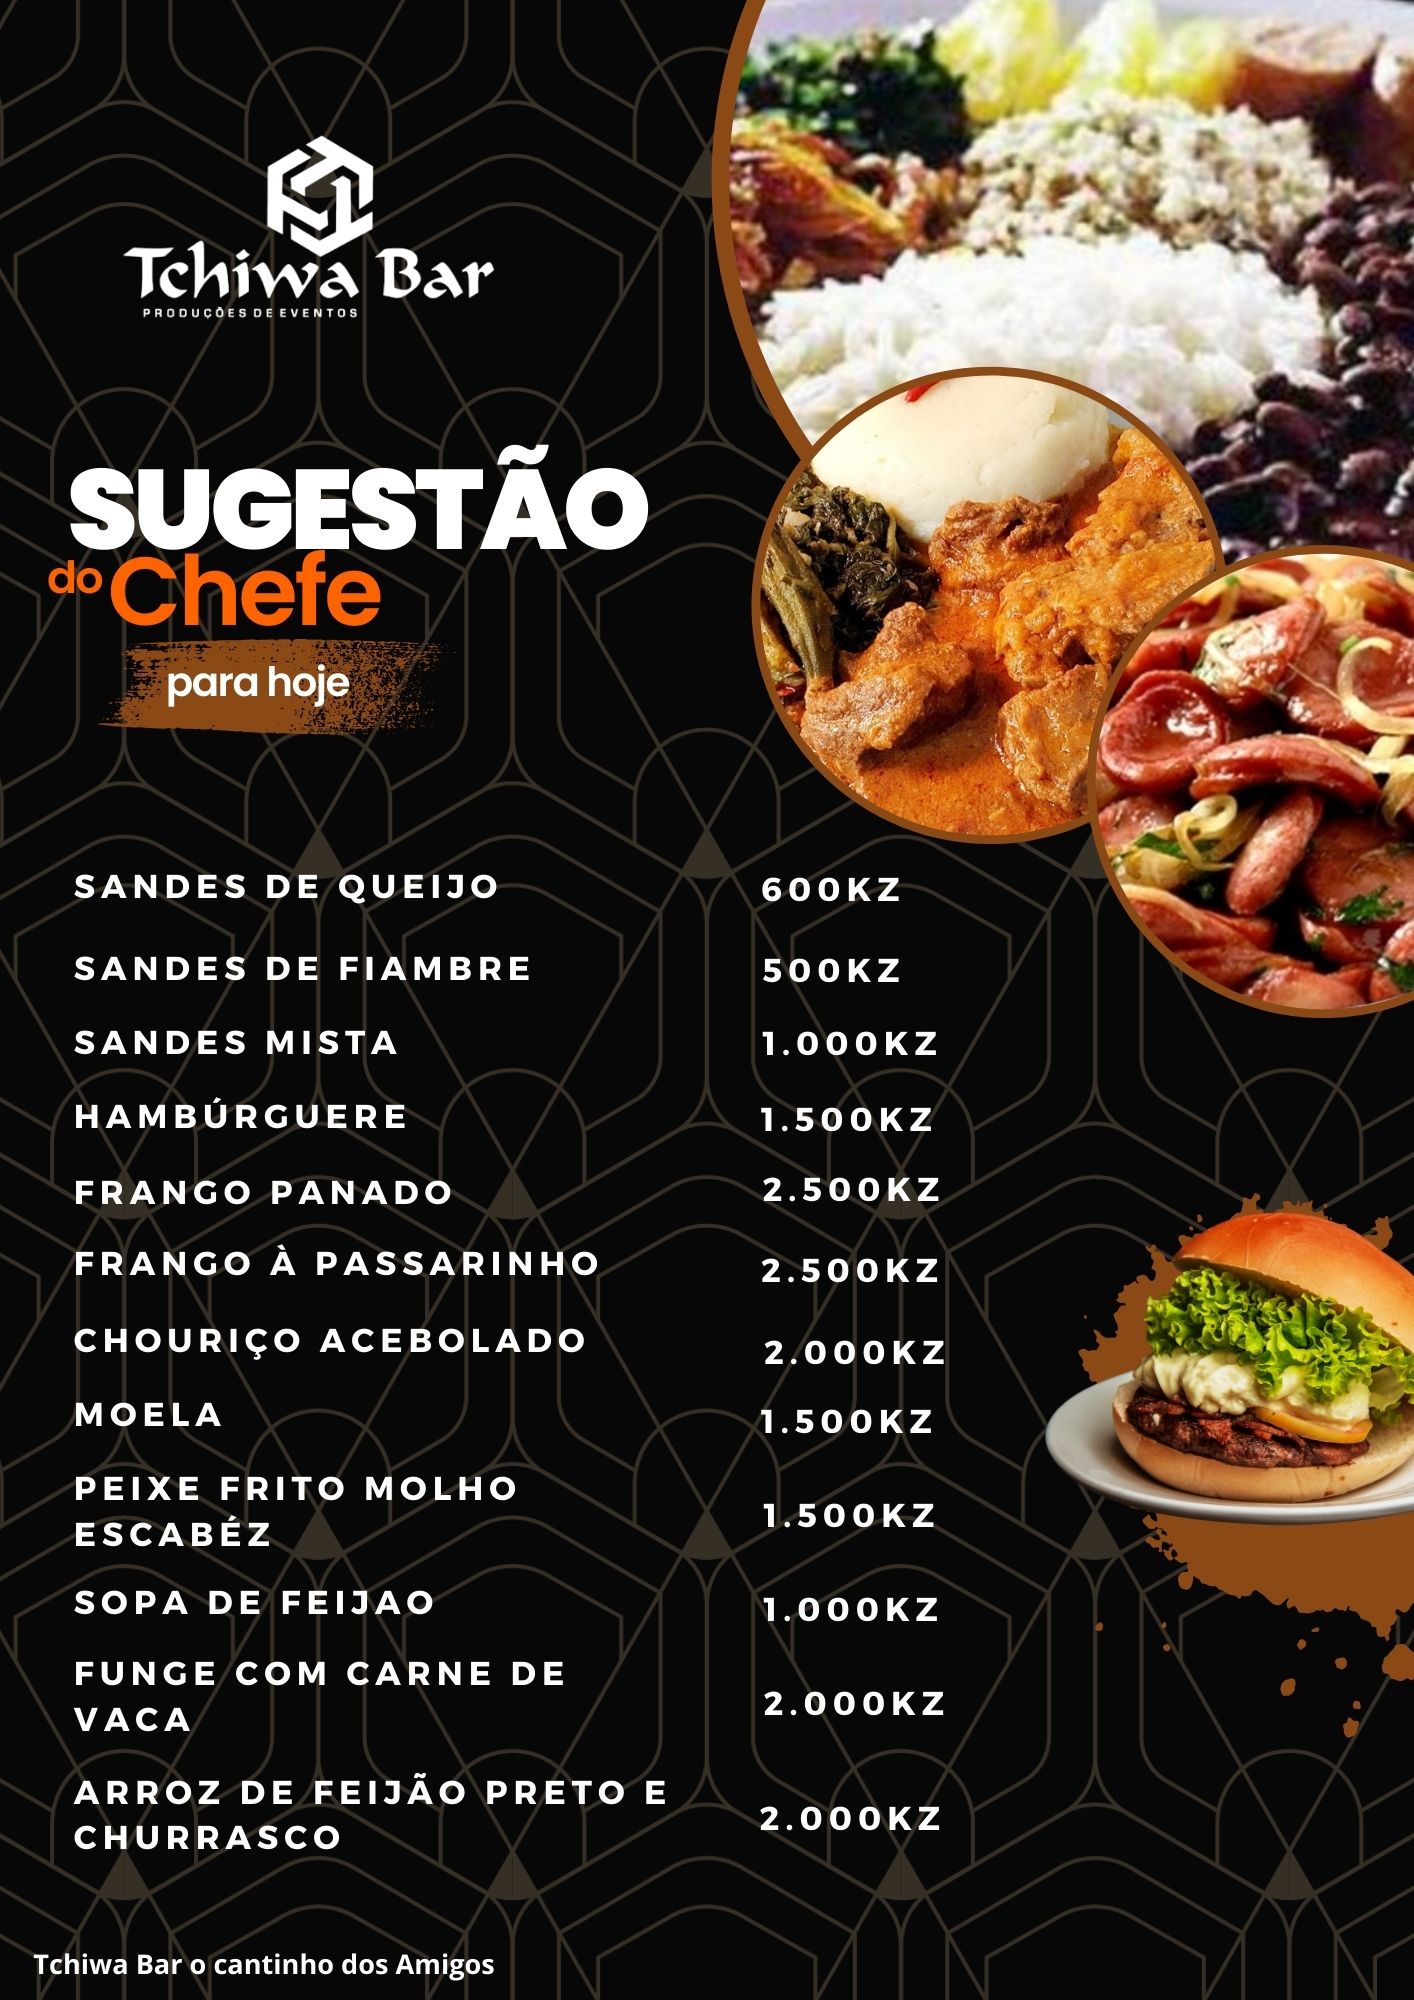 Tchiwa Bar
PRODUÇÕES DE EVENTOS
SUGESTÃO
do Chefe
para hoje
SANDES DE QUEIJO 600KZ
SANDES DE FIAMBRE 500KZ
SANDES MISTA 1.000KZ
HAMBÚRGUERE 1.500KZ
FRANGO PANADO 2.500KZ
FRANGO À PASSARINHO 2.500KZ
CHOURIÇO ACEBOLADO 2.000KZ
MOELA 1.500KZ
PEIXE FRITO MOLHO
ESCABÉZ 1.500KZ
SOPA DE FEIJAO 1.000KZ
FUNGE COM CARNE DE
VACA 2.000KZ
ARROZ DE FEIJÃO PRETO E
CHURRASCO 2.000KZ
Tchiwa Bar o cantinho dos Amigos